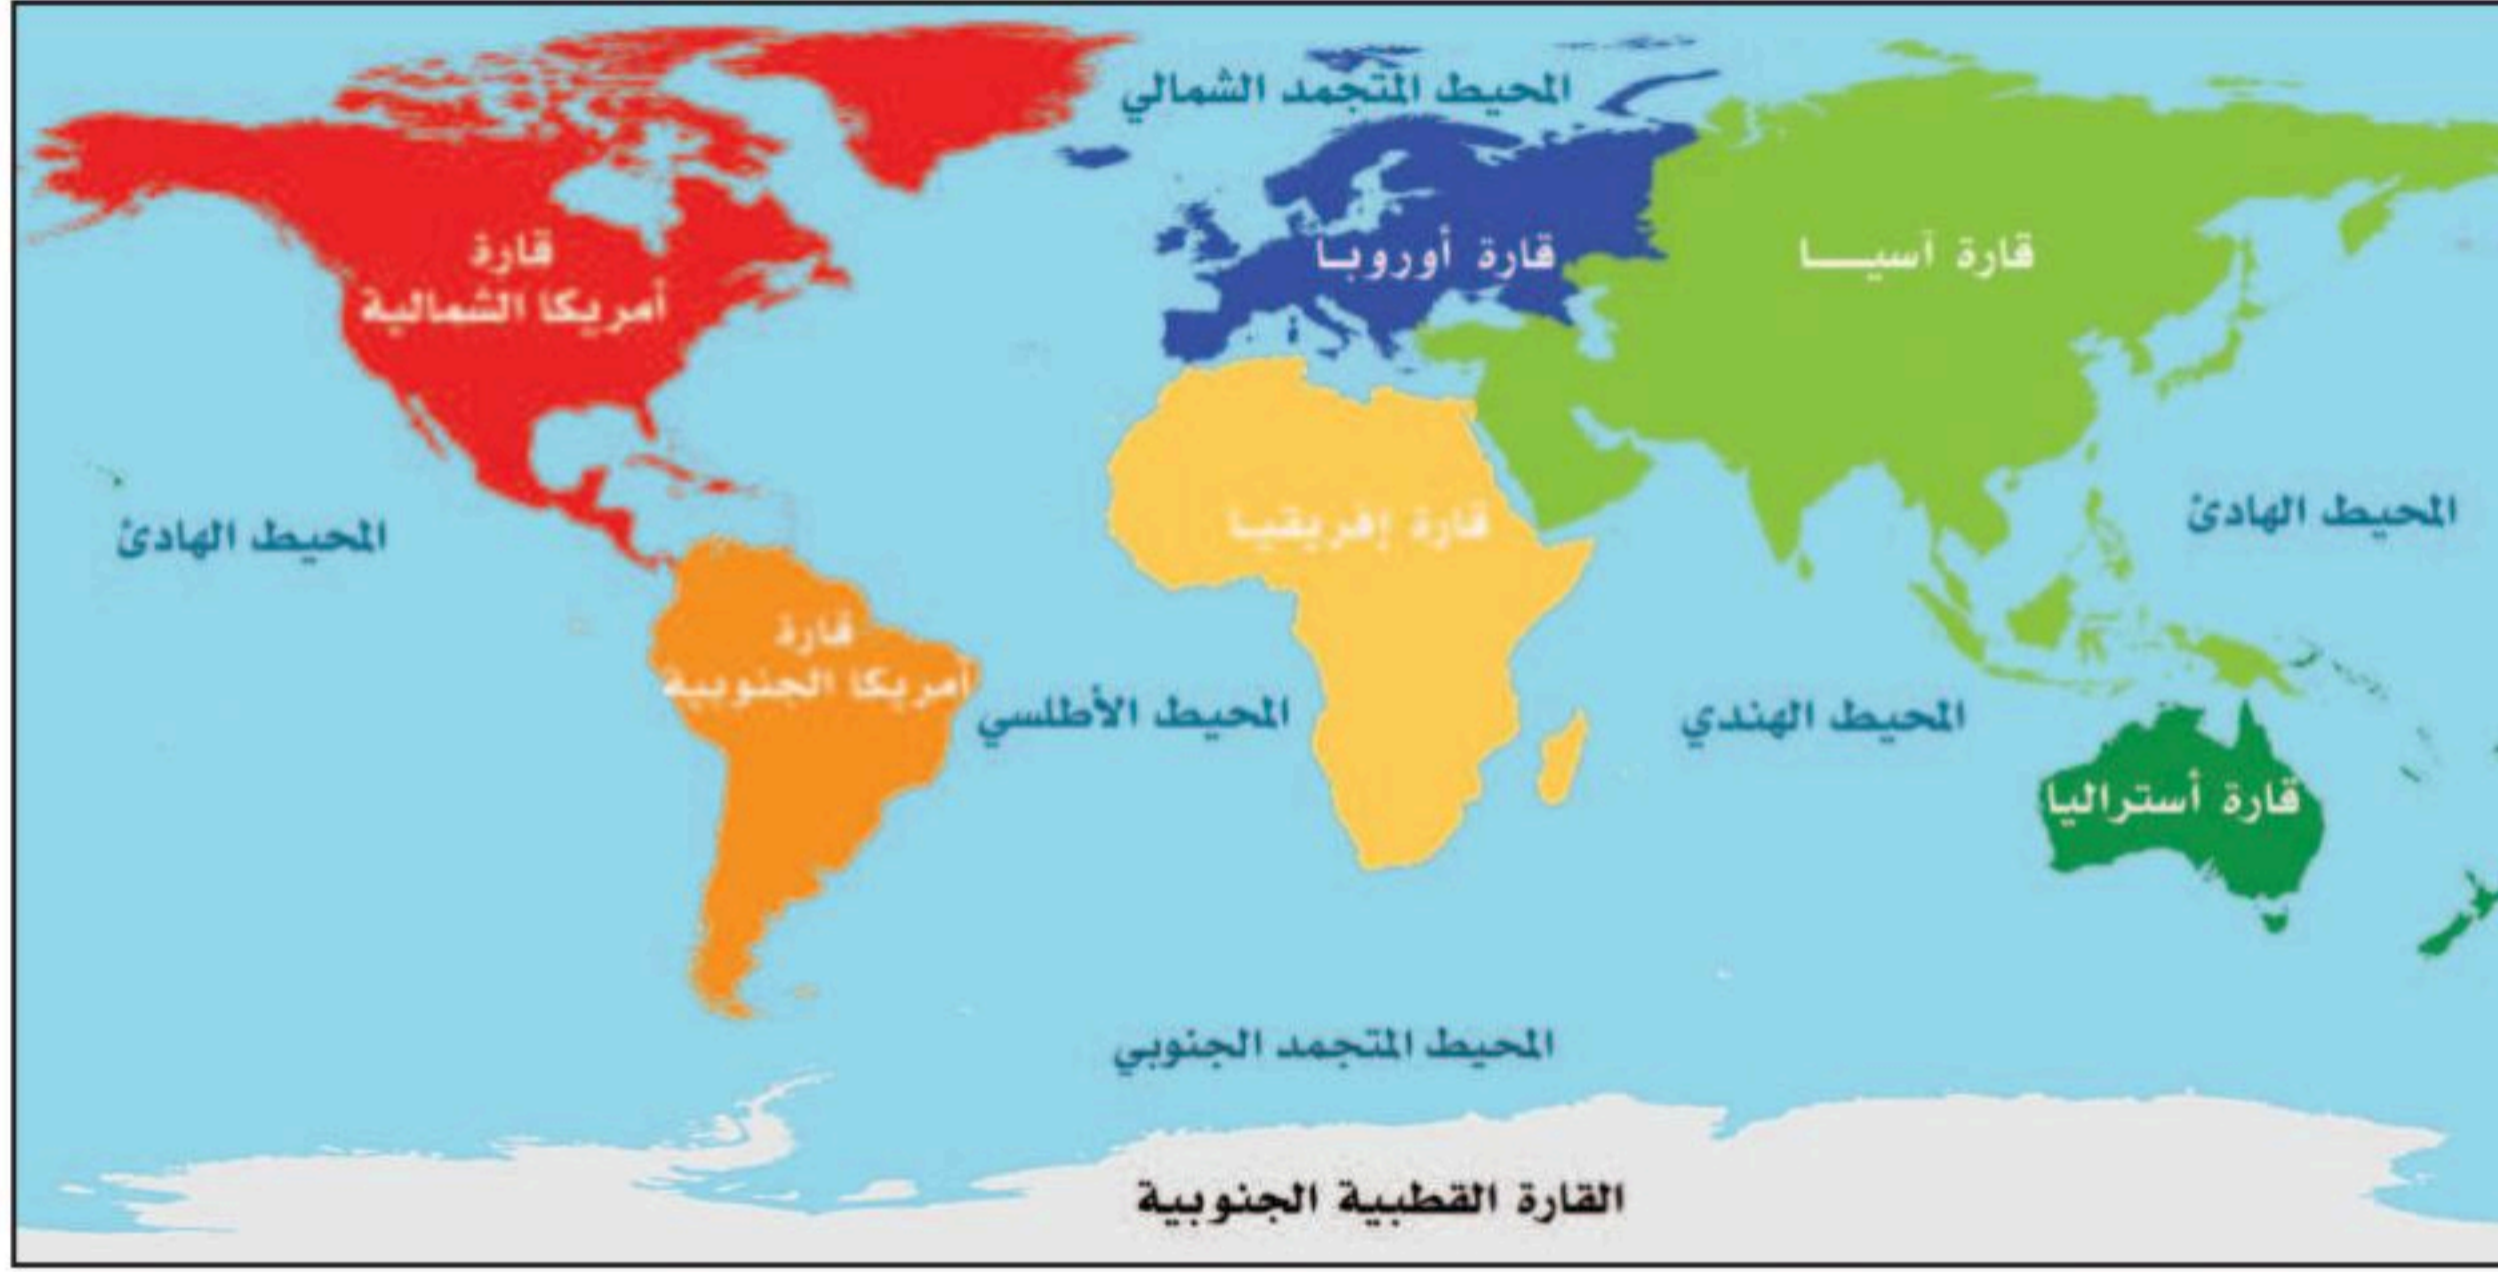 المحيط المتجمد الشمالي
قارة
أمريكا الشمالية
قارة أوروبا
قارة آسيـــا
المحيط الهادئ
قارة إفريقيا
المحيط الهادئ
قارة
أمريكا الجنوبية
المحيط الأطلسي
المحيط الهندي
قارة أستراليا
المحيط المتجمد الجنوبي
القارة القطبية الجنوبية